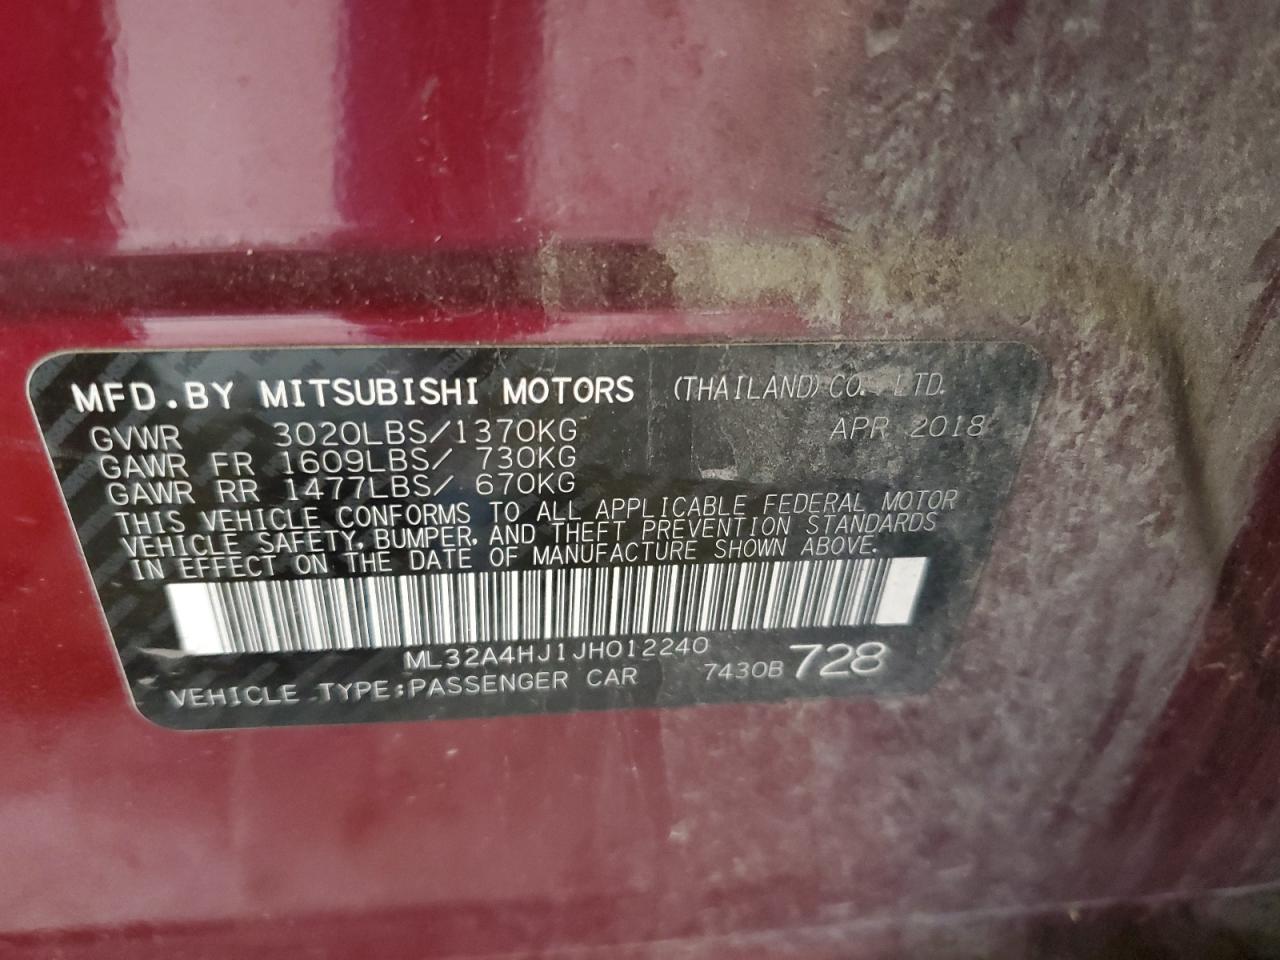 MFD.BY MITSUBISHI MOTORS (THAILAND) CO. LTD.
GVWR 3020LBS/1370KG APR 2018
GAWR FR 1609LBS/ 730KG
GAWR RR 1477LBS/ 670KG
THIS VEHICLE CONFORMS TO ALL APPLICABLE FEDERAL MOTOR
VEHICLE SAFETY, BUMPER, AND THEFT PREVENTION STANDARDS
IN EFFECT ON THE DATE OF MANUFACTURE SHOWN ABOVE.
ML32A4HJ1JH012240
VEHICLE TYPE:PASSENGER CAR 7430B 728